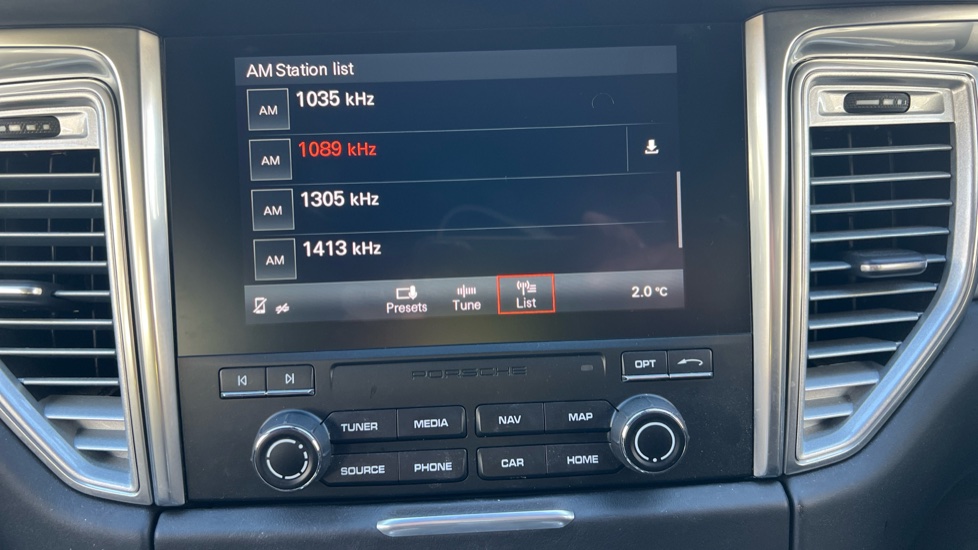 AM Station list
AM 1035 kHz
AM 1089 kHz
AM 1305 kHz
AM 1413 kHz
Presets Tune List 2.0 °C
PORSCHE
OPT
TUNER MEDIA NAV MAP
SOURCE PHONE CAR HOME